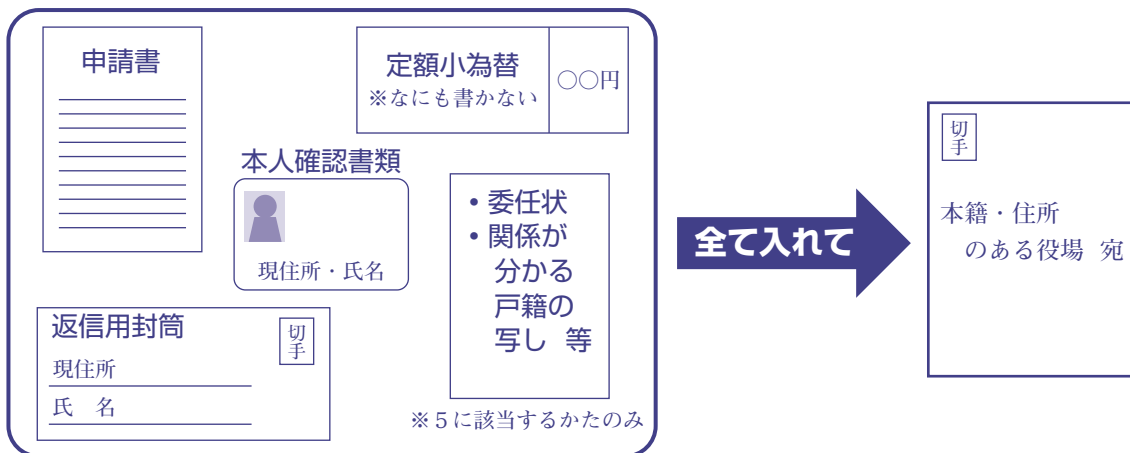 申請書
定額小為替
※なにも書かない
〇〇円
本人確認書類
現住所・氏名
・委任状
・関係が
分かる
戸籍の
写し 等
※５に該当するかたのみ
返信用封筒
切手
現住所
氏 名
全て入れて
切手
本籍・住所
のある役場 宛